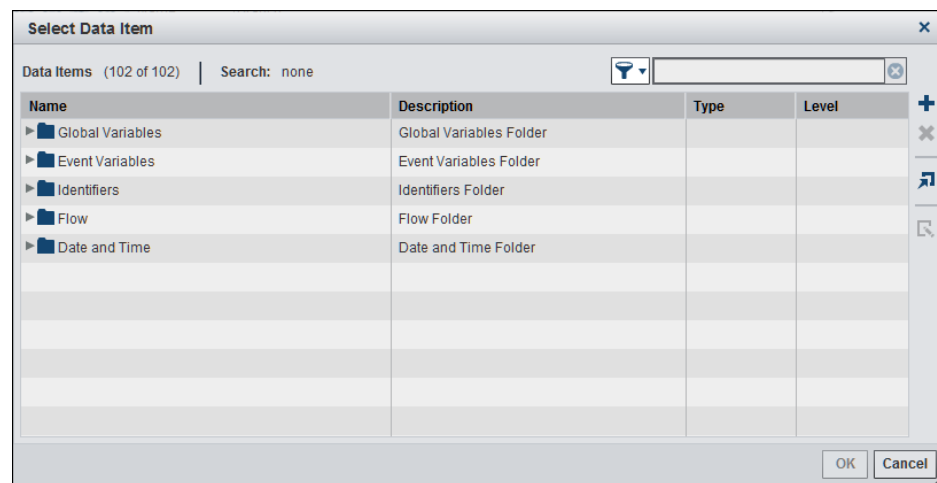 Select Data Item
Data Items (102 of 102) Search: none
Name Description Type Level
Global Variables Global Variables Folder
Event Variables Event Variables Folder
Identifiers Identifiers Folder
Flow Flow Folder
Date and Time Date and Time Folder
OK Cancel